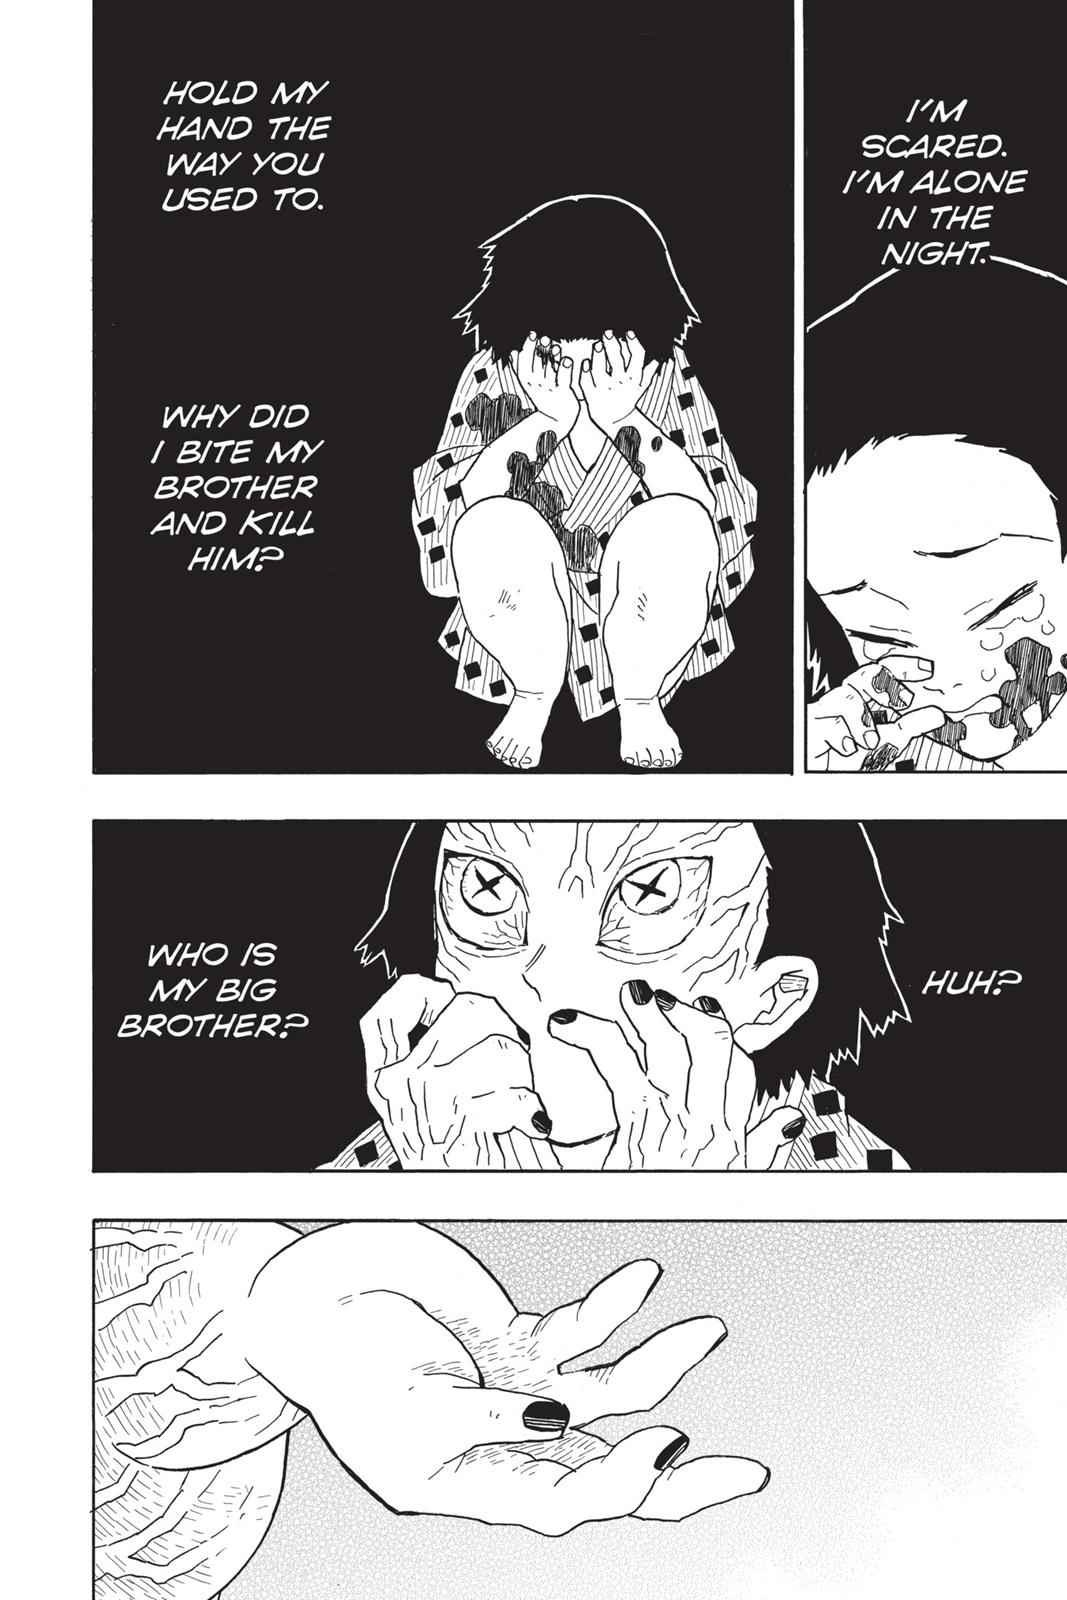 I'M
SCARED.
I'M ALONE
IN THE
NIGHT.
HOLD MY
HAND THE
WAY YOU
USED TO.
WHY DID
I BITE MY
BROTHER
AND KILL
HIM?
HUH?
WHO IS
MY BIG
BROTHER?